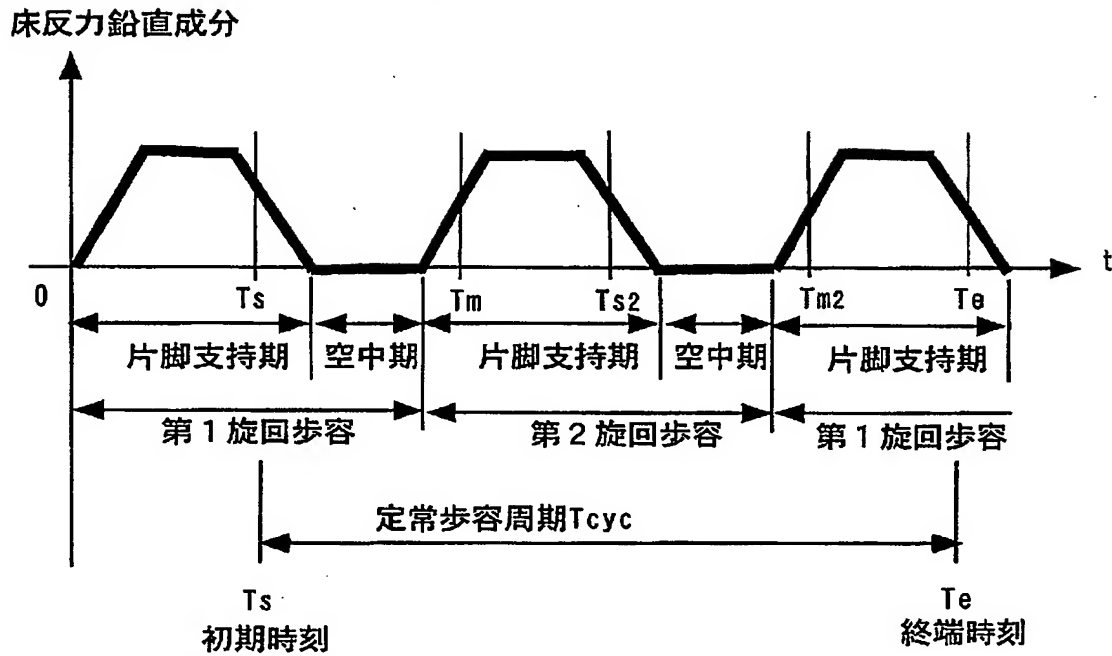 床反力鉛直成分
t
0 Ts Tm Ts2 Tm2 Te
片脚支持期 空中期 片脚支持期 空中期 片脚支持期
第1旋回歩容 第2旋回歩容 第1旋回歩容
定常歩容周期Tcyc
Ts Te
初期時刻 終端時刻